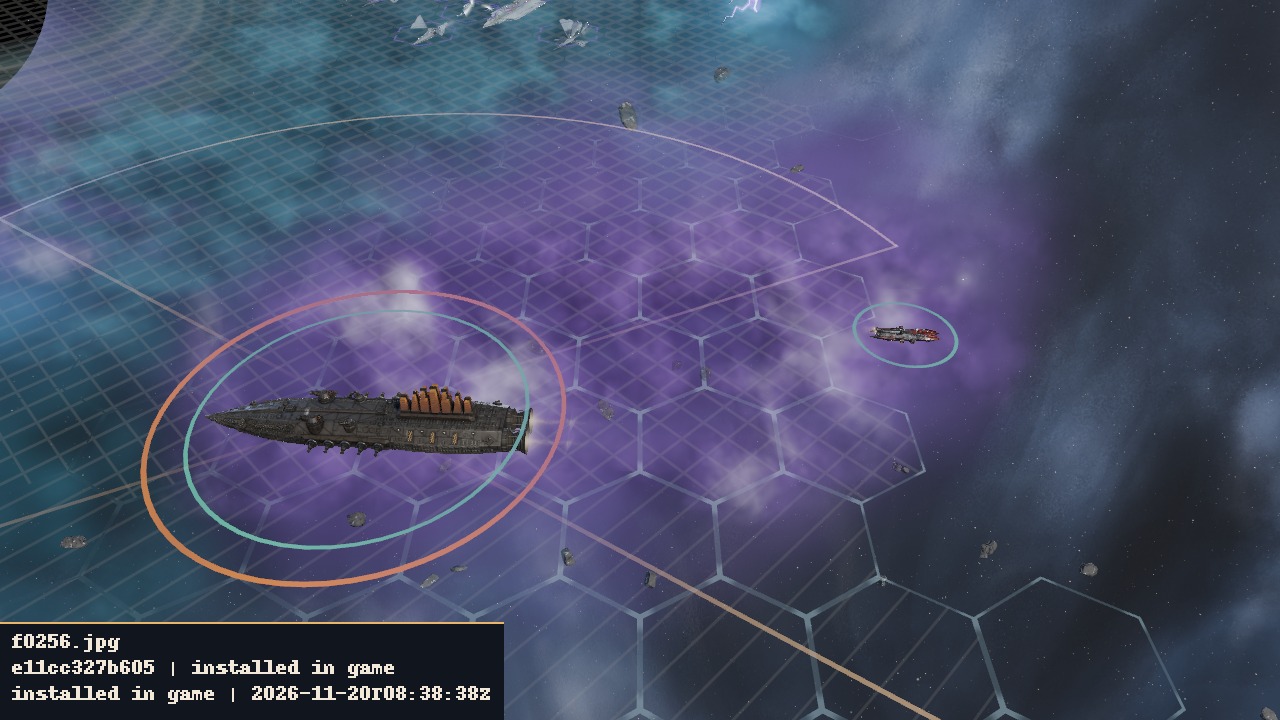 f0256.jpg
e11cc327b605 | installed in game
installed in game | 2026-11-20T08:38:38Z